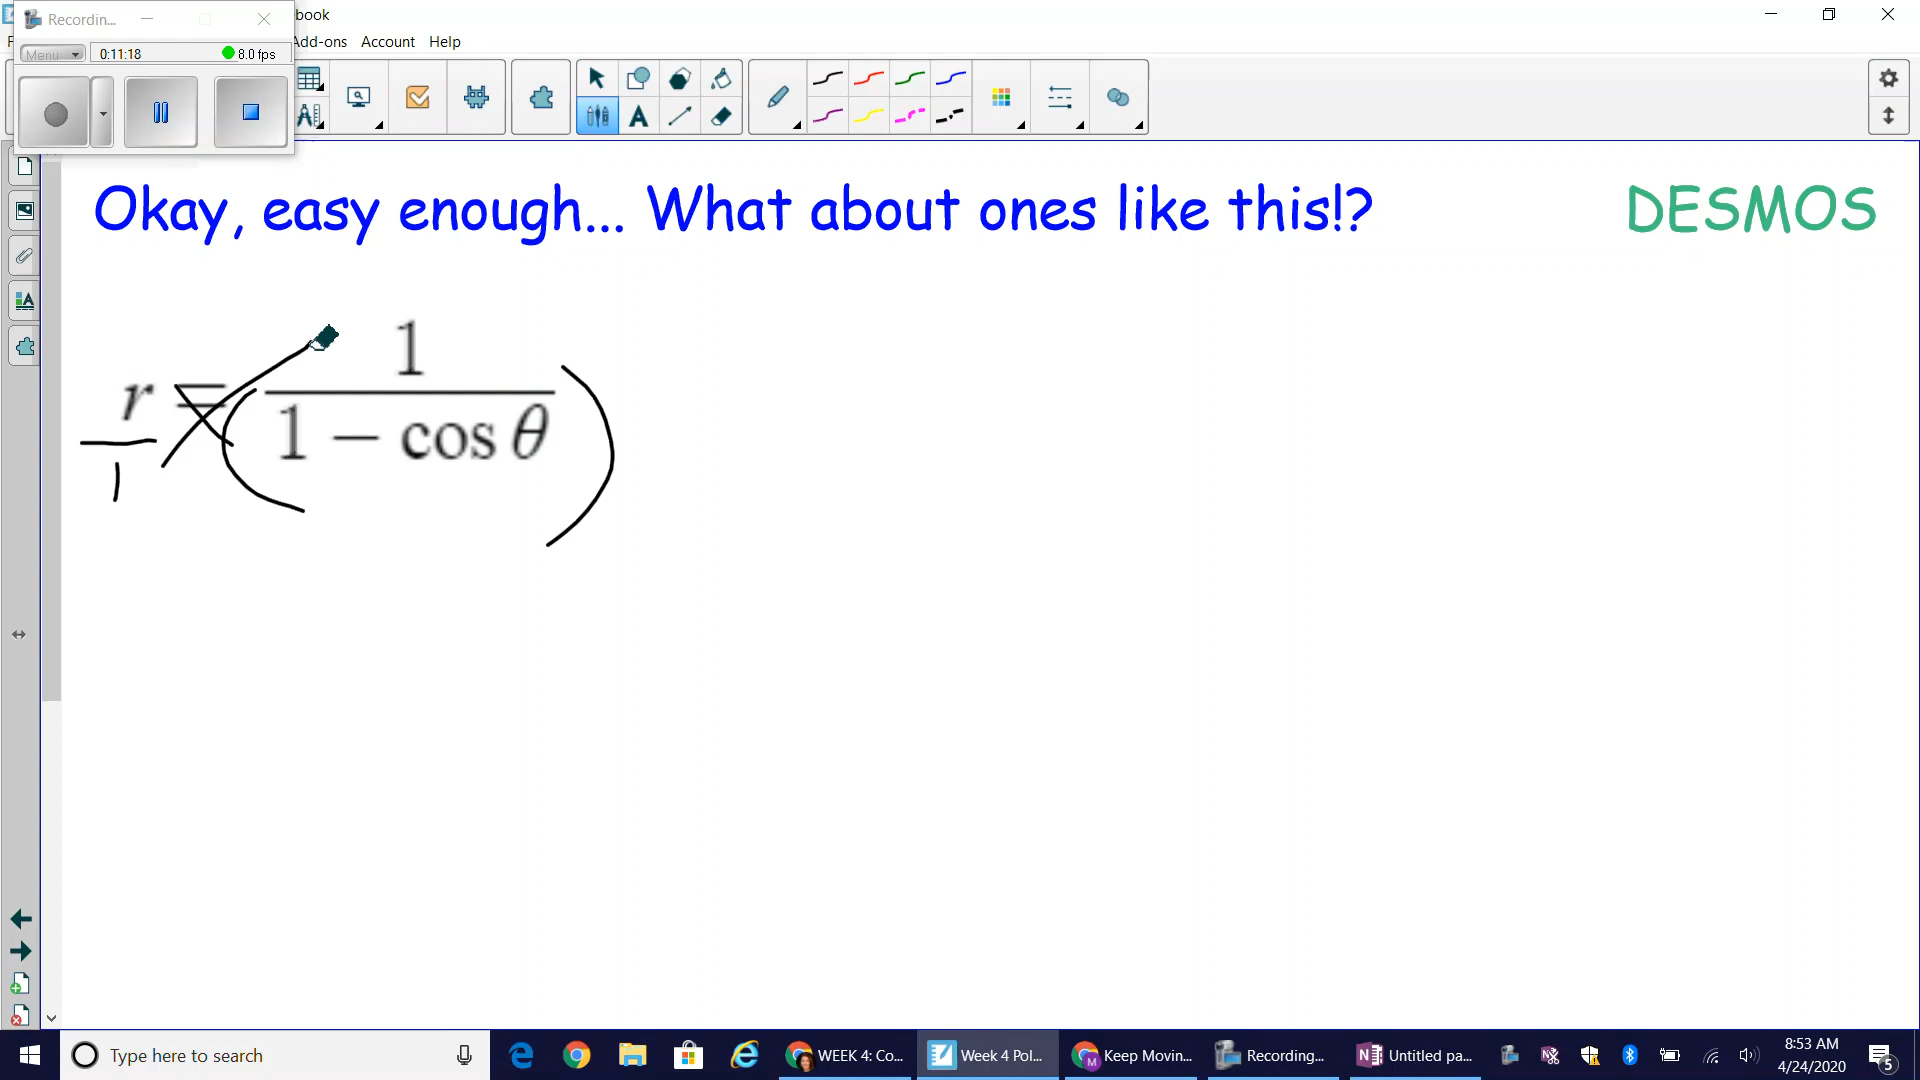 Recordin...
book
Menu
0:11:18
8.0 fps
Add-ons Account Help
Okay, easy enough... What about ones like this!?
DESMOS
r = 1
1 − cos θ
1
Type here to search
WEEK 4: Co...
Week 4 Pol...
Keep Movin...
Recording...
Untitled pa...
8:53 AM
4/24/2020
5